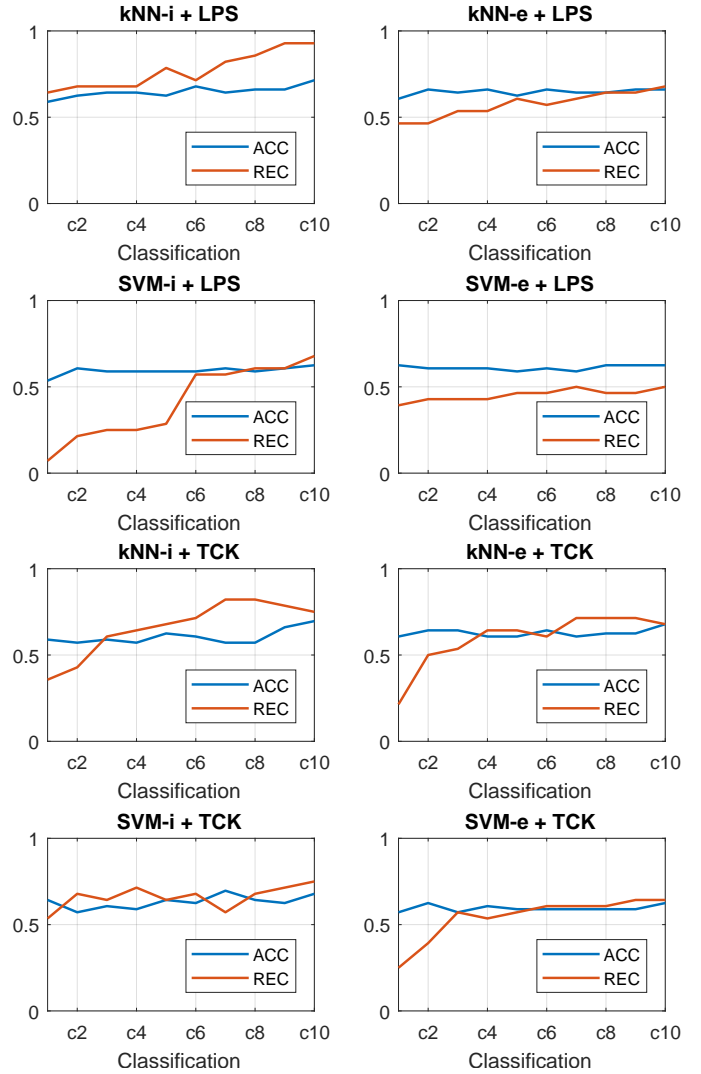 kNN-i + LPS
1
0.5
0
ACC
REC
c2 c4 c6 c8 c10
Classification
kNN-e + LPS
1
0.5
0
ACC
REC
c2 c4 c6 c8 c10
Classification
SVM-i + LPS
1
0.5
0
ACC
REC
c2 c4 c6 c8 c10
Classification
SVM-e + LPS
1
0.5
0
ACC
REC
c2 c4 c6 c8 c10
Classification
kNN-i + TCK
1
0.5
0
ACC
REC
c2 c4 c6 c8 c10
Classification
kNN-e + TCK
1
0.5
0
ACC
REC
c2 c4 c6 c8 c10
Classification
SVM-i + TCK
1
0.5
0
ACC
REC
c2 c4 c6 c8 c10
Classification
SVM-e + TCK
1
0.5
0
ACC
REC
c2 c4 c6 c8 c10
Classification